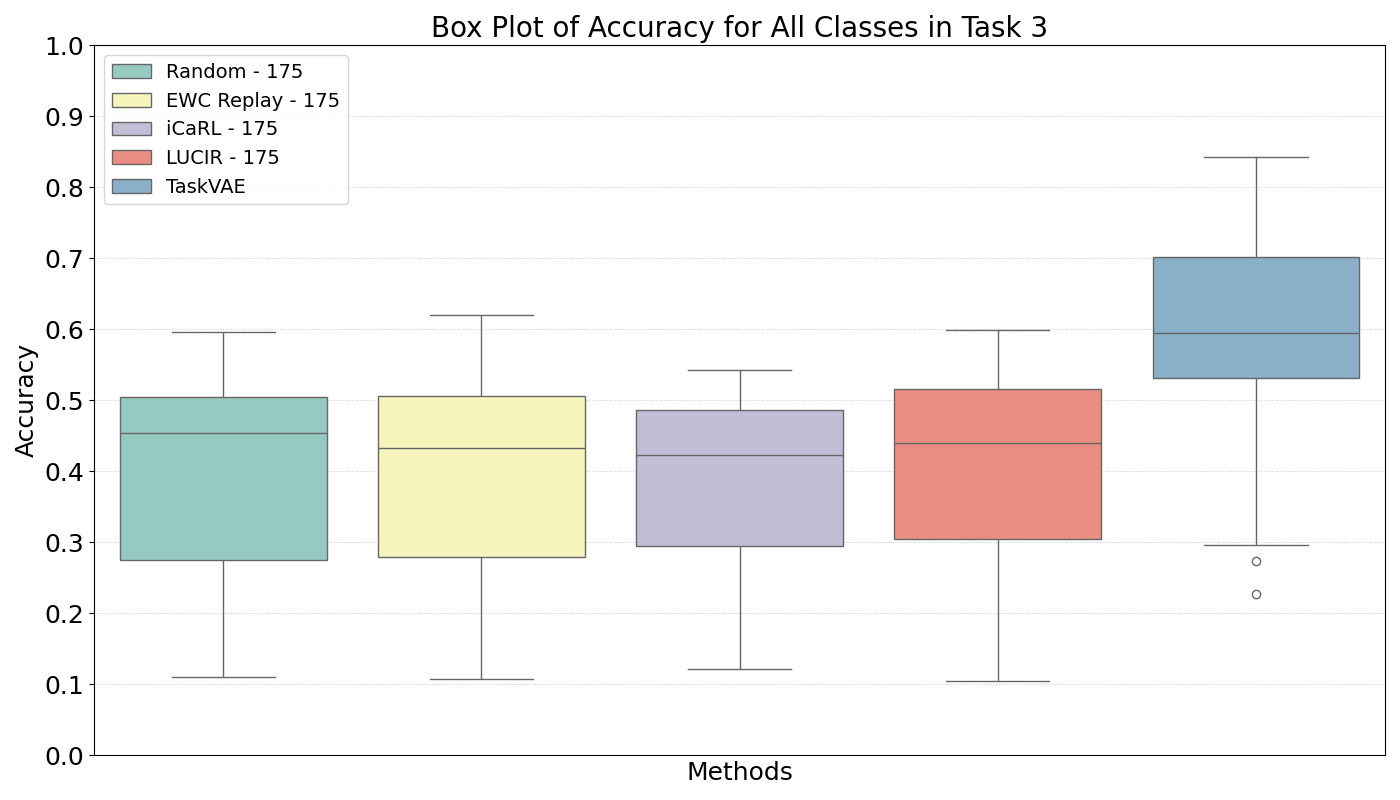 Box Plot of Accuracy for All Classes in Task 3
1.0
0.9
0.8
0.7
0.6
0.5
0.4
0.3
0.2
0.1
0.0
Accuracy
Random - 175
EWC Replay - 175
iCaRL - 175
LUCIR - 175
TaskVAE
Methods